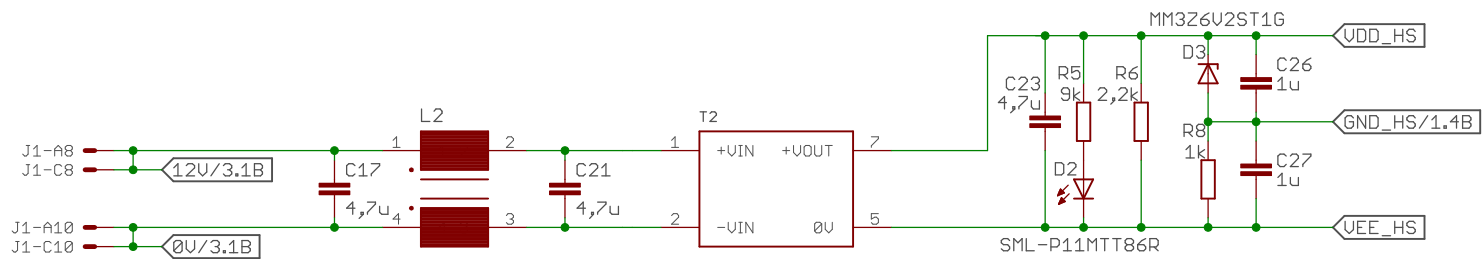 MM3Z6V2ST1G
VDD_HS
D3
C26
1u
R5
9k
R6
2,2k
C23
4,7u
L2
T2
GND_HS/1.4B
R8
1k
J1-A8
1
2
1
+VIN
+VOUT
7
J1-C8
12V/3.1B
C17
4,7u
C21
4,7u
D2
C27
1u
J1-A10
4
3
2
-VIN
0V
5
VEE_HS
J1-C10
0V/3.1B
SML-P11MTT86R